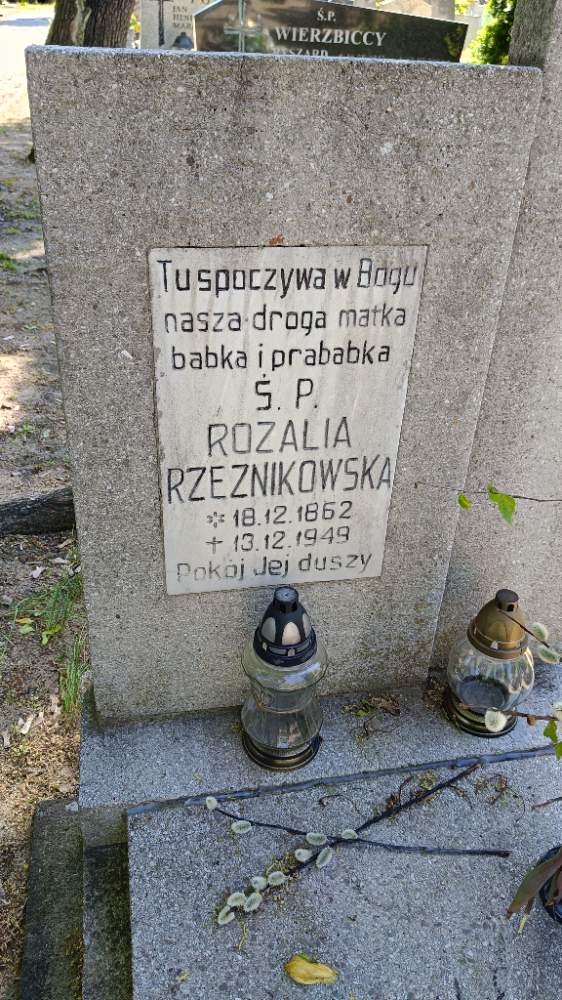 Ś.P.
WIERZBICCY
JAN
Tu spoczywa w Bogu
nasza droga matka
babka i prababka
Ś. P.
ROZALIA
RZEZNIKOWSKA
* 18.12.1862
+ 13.12.1949
Pokój Jej duszy